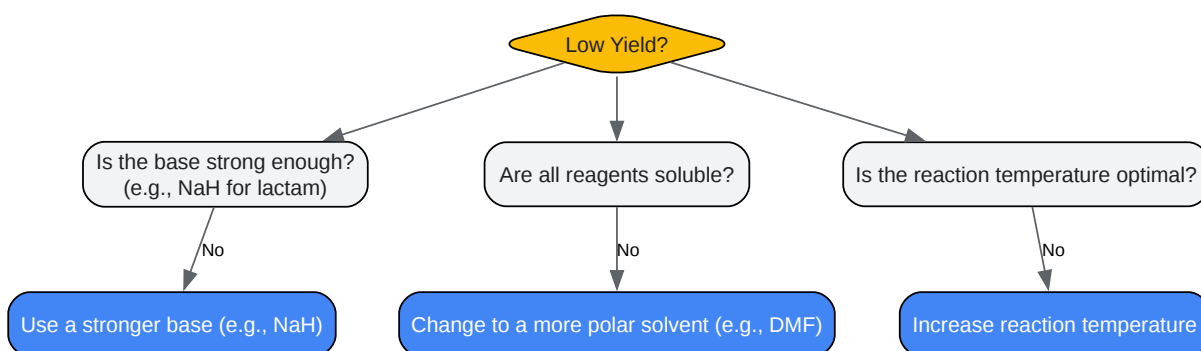 Low Yield?
Is the base strong enough?
(e.g., NaH for lactam)
Are all reagents soluble?
Is the reaction temperature optimal?
No
No
No
Use a stronger base (e.g., NaH)
Change to a more polar solvent (e.g., DMF)
Increase reaction temperature